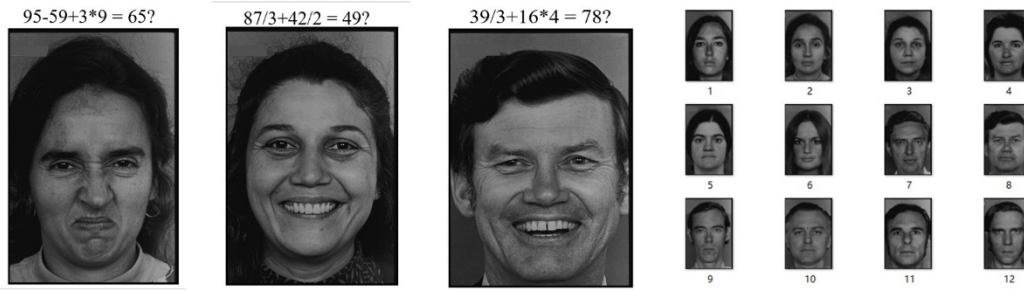 95-59+3*9 = 65?
87/3+42/2 = 49?
39/3+16*4 = 78?
1 2 3 4
5 6 7 8
9 10 11 12